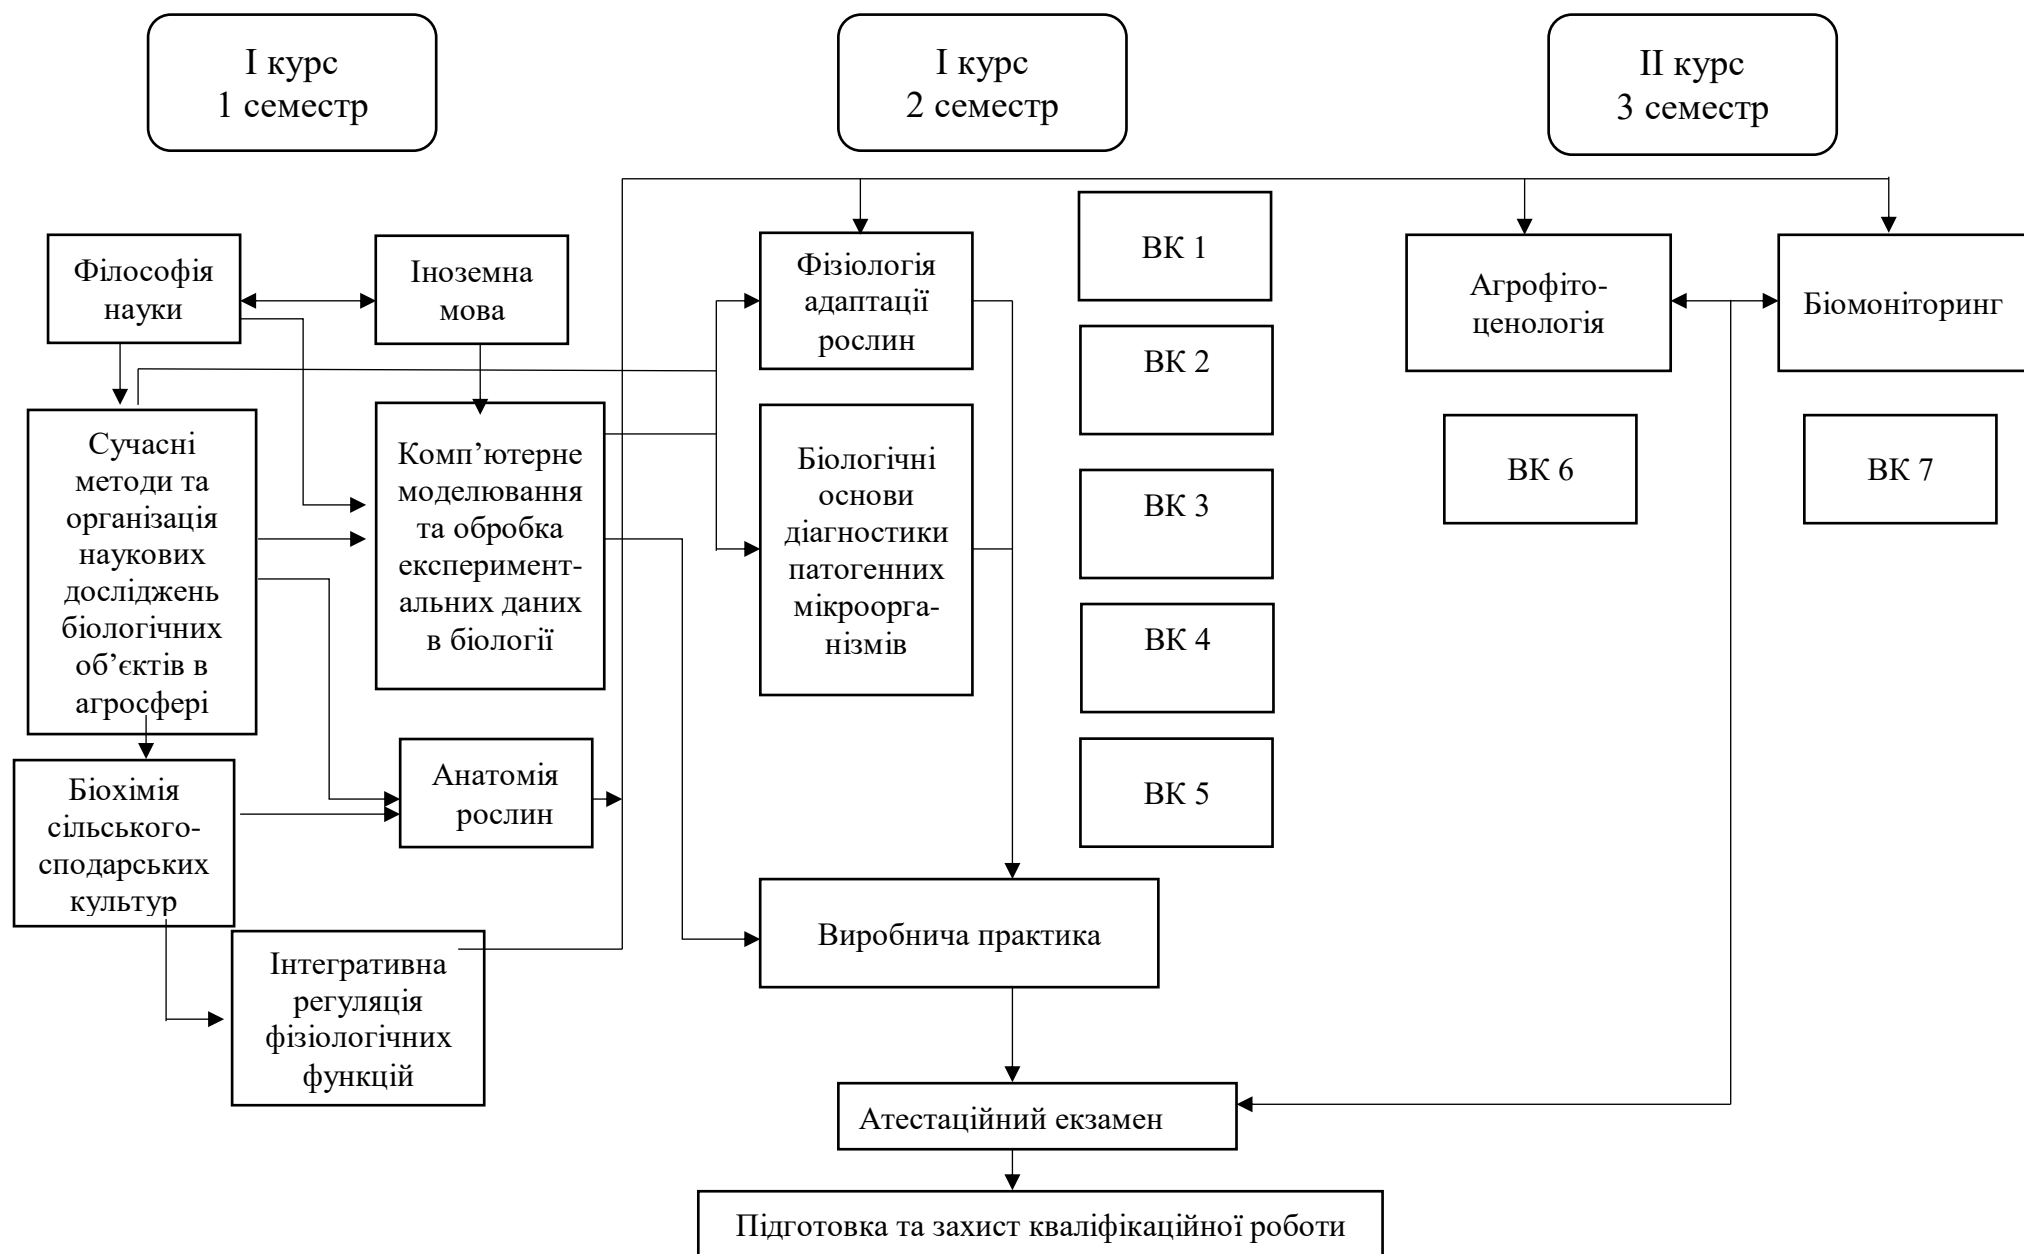 І курс
1 семестр
І курс
2 семестр
ІІ курс
3 семестр
Філософія
науки
Іноземна
мова
Фізіологія
адаптації
рослин
ВК 1
Агрофіто-
ценологія
Біомоніторинг
ВК 2
Сучасні
методи та
організація
наукових
досліджень
біологічних
об’єктів в
агросфері
Комп’ютерне
моделювання
та обробка
експеримент-
альних даних
в біології
Біологічні
основи
діагностики
патогенних
мікроорга-
нізмів
ВК 3
ВК 6
ВК 7
ВК 4
Біохімія
сільського-
сподарських
культур
Анатомія
рослин
ВК 5
Інтегративна
регуляція
фізіологічних
функцій
Виробнича практика
Атестаційний екзамен
Підготовка та захист кваліфікаційної роботи